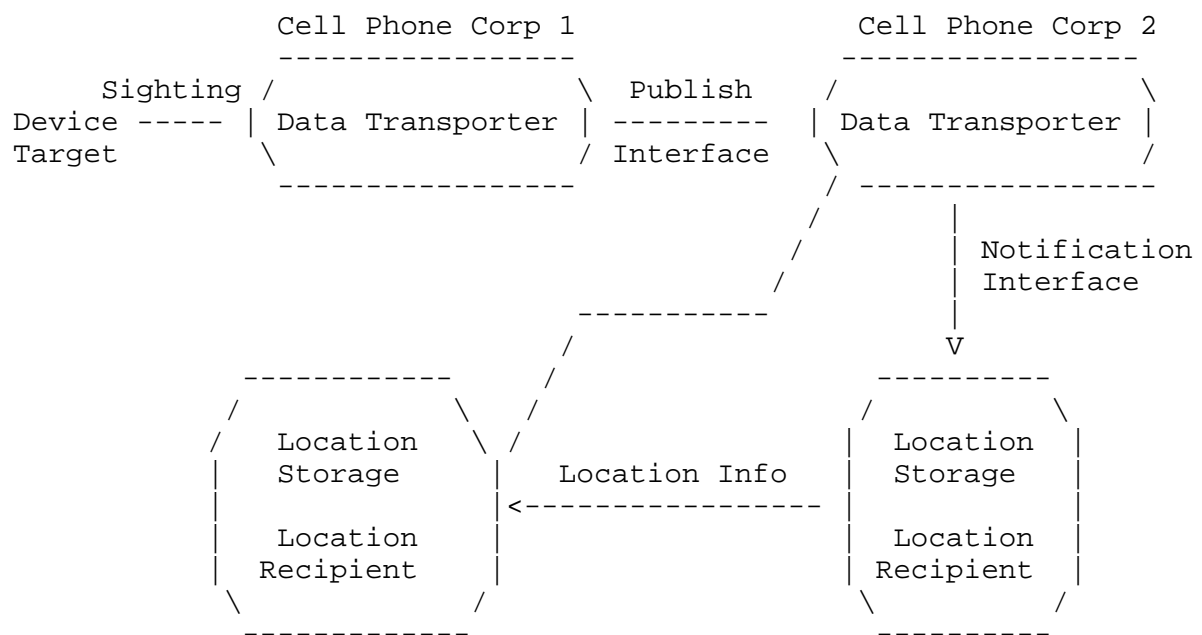 Cell Phone Corp 1 Cell Phone Corp 2
Sighting Publish
Device Data Transporter Data Transporter
Target Interface
Notification
Interface
V
Location Location
Storage Location Info Storage
Location Location
Recipient Recipient